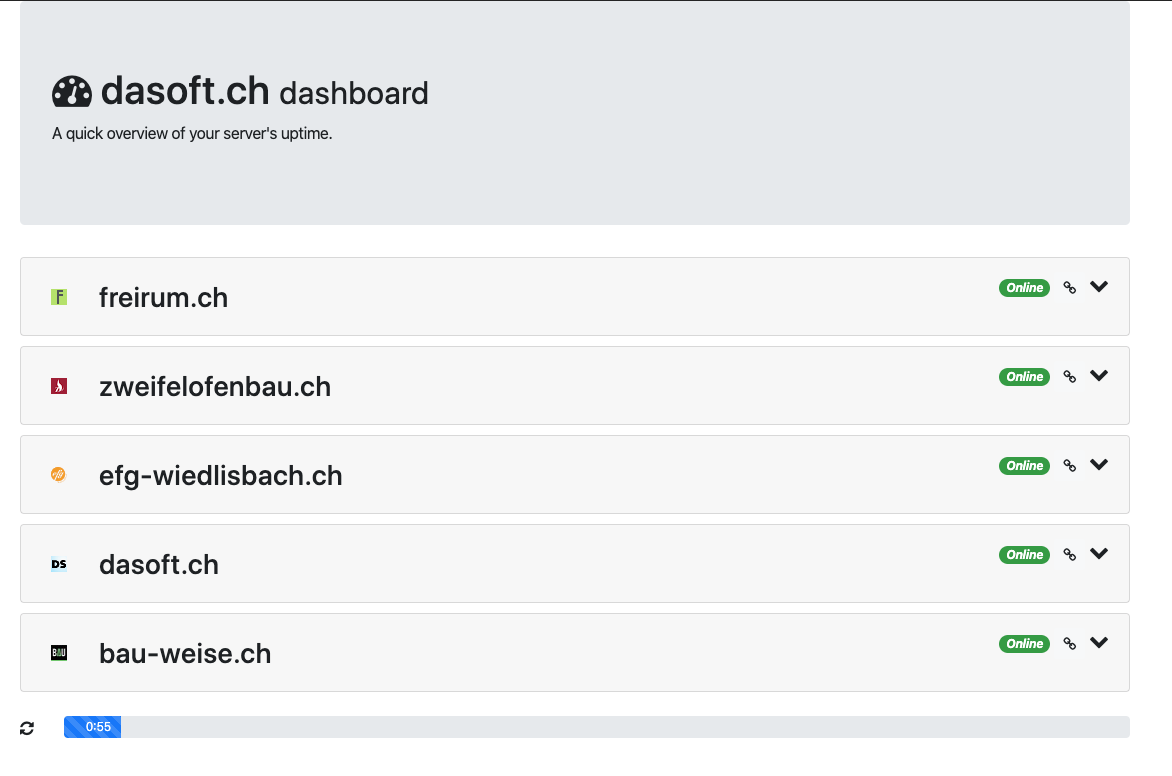 dasoft.ch dashboard
A quick overview of your server's uptime.
F freirum.ch Online
zweifelofenbau.ch Online
efg efg-wiedlisbach.ch Online
DS dasoft.ch Online
BAU bau-weise.ch Online
0:55